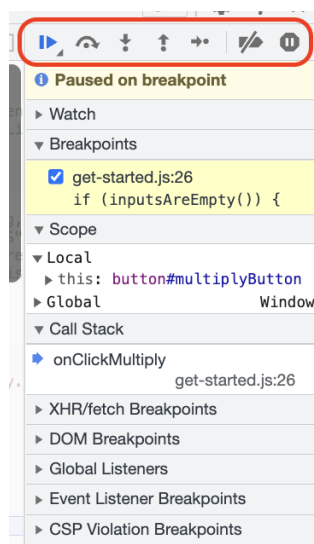 Paused on breakpoint
Watch
Breakpoints
get-started.js:26
if (inputsAreEmpty()) {
Scope
Local
this: button#multiplyButton
Global Window
Call Stack
onClickMultiply
get-started.js:26
XHR/fetch Breakpoints
DOM Breakpoints
Global Listeners
Event Listener Breakpoints
CSP Violation Breakpoints